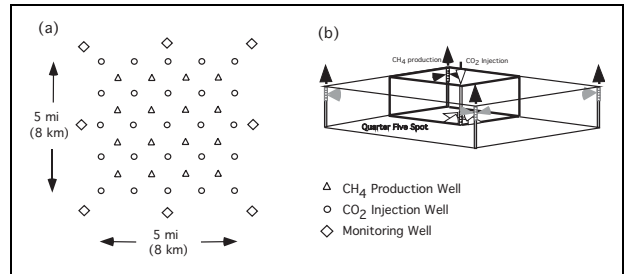 (a)
5 mi
(8 km)
5 mi
(8 km)
(b)
CH4 production
CO2 Injection
Quarter Five Spot
CH4 Production Well
CO2 Injection Well
Monitoring Well